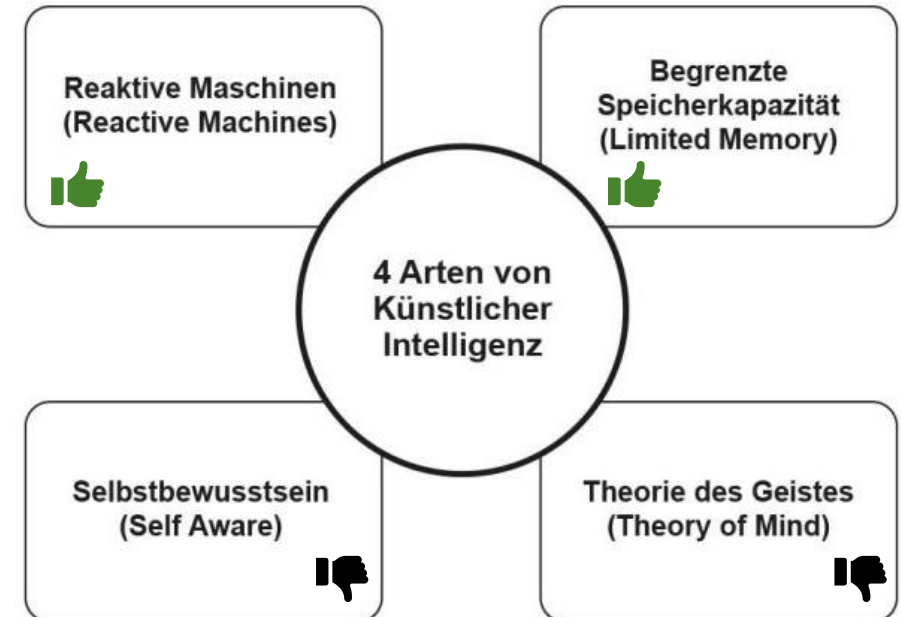 Reaktive Maschinen
(Reactive Machines)
Begrenzte
Speicherkapazität
(Limited Memory)
4 Arten von
Künstlicher
Intelligenz
Selbstbewusstsein
(Self Aware)
Theorie des Geistes
(Theory of Mind)